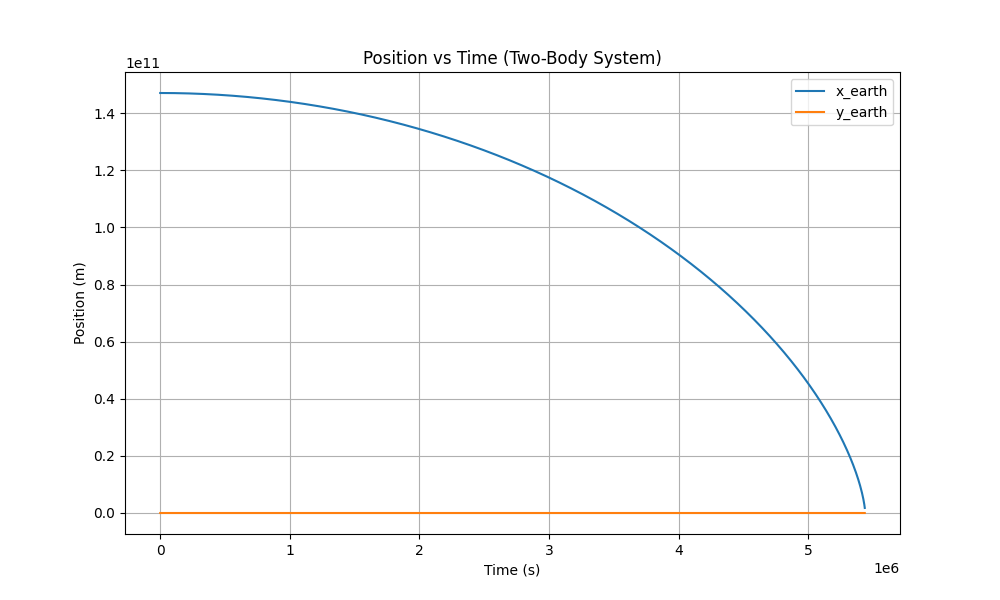 Position vs Time (Two-Body System)
1e11
x_earth
y_earth
1.4
1.2
1.0
0.8
0.6
0.4
0.2
0.0
Position (m)
0 1 2 3 4 5
1e6
Time (s)